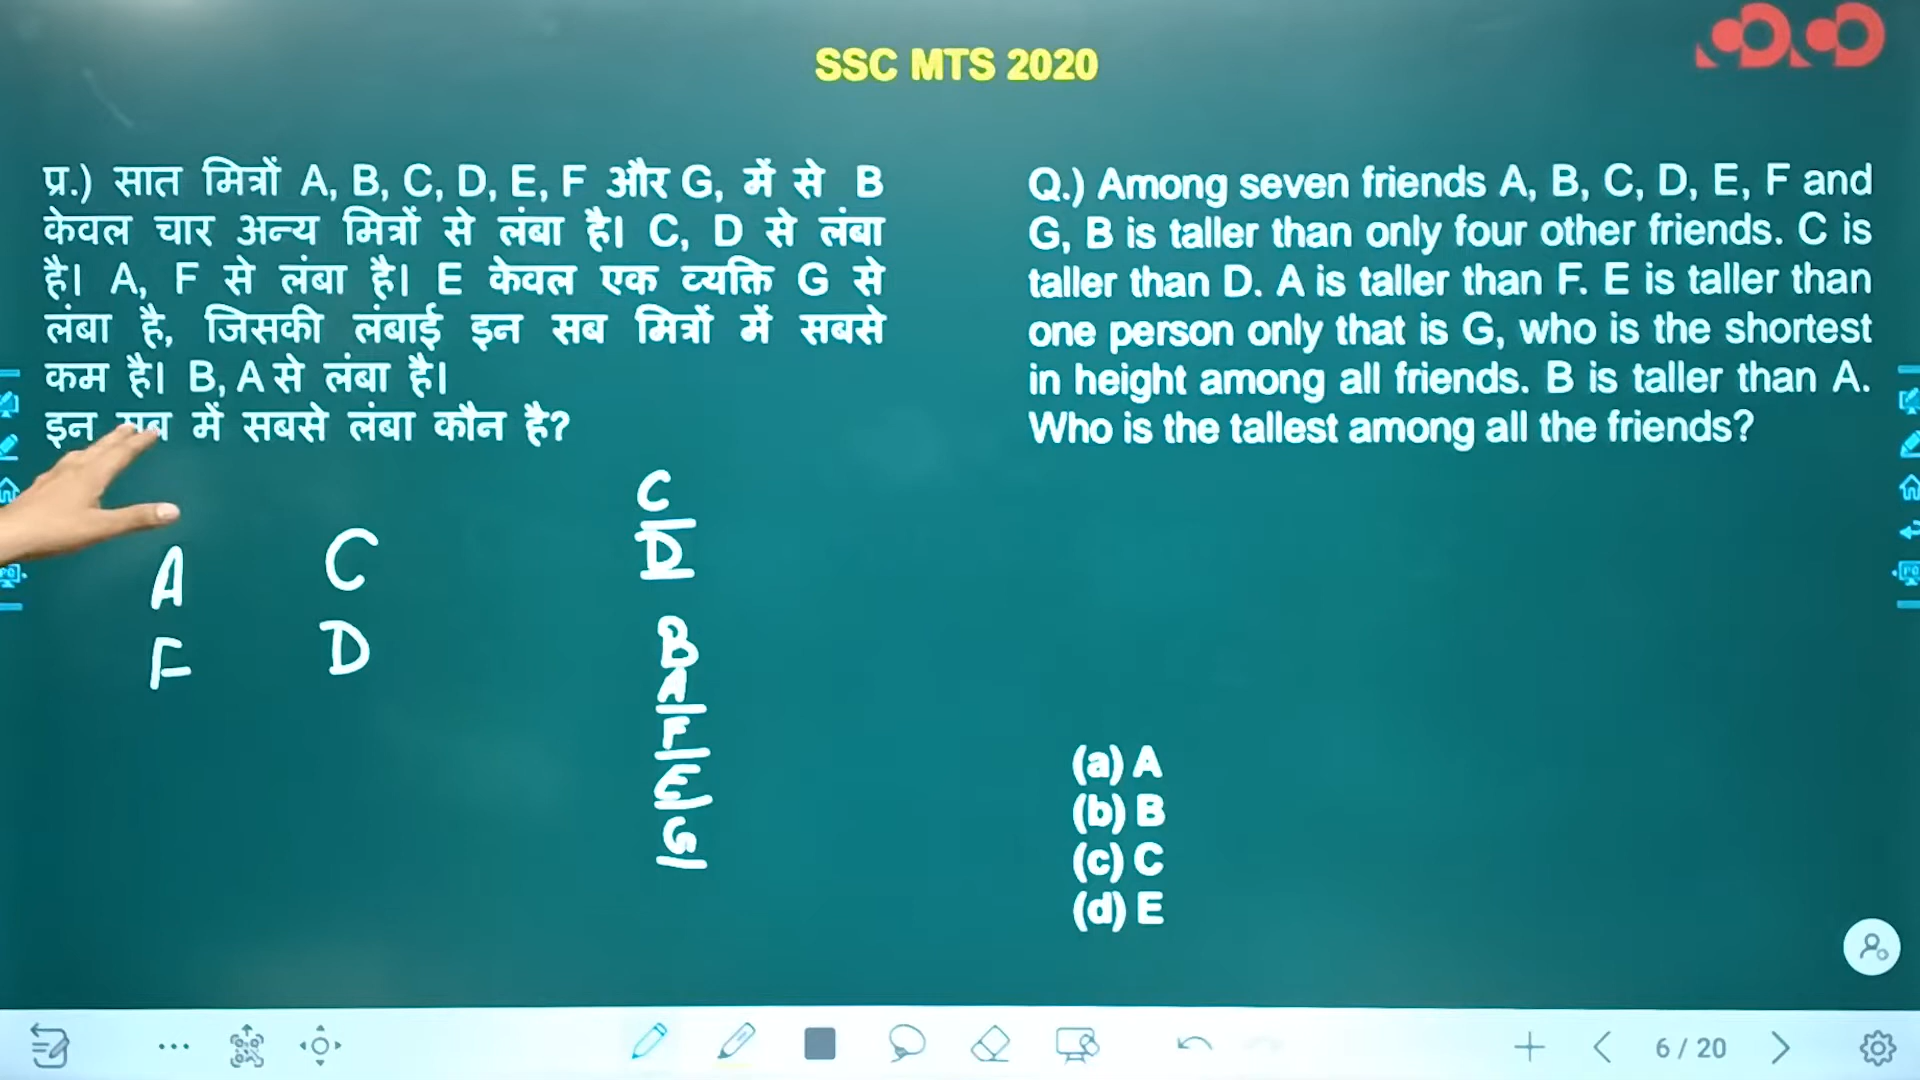 SSC MTS 2020
प्र.) सात मित्रों A, B, C, D, E, F और G, में से B
केवल चार अन्य मित्रों से लंबा है। C, D से लंबा
है। A, F से लंबा है। E केवल एक व्यक्ति G से
लंबा है, जिसकी लंबाई इन सब मित्रों में सबसे
कम है। B, A से लंबा है।
इन सब में सबसे लंबा कौन है?
Q.) Among seven friends A, B, C, D, E, F and
G, B is taller than only four other friends. C is
taller than D. A is taller than F. E is taller than
one person only that is G, who is the shortest
in height among all friends. B is taller than A.
Who is the tallest among all the friends?
A
F
C
D
C
D
B
A
F
E
G
(a) A
(b) B
(c) C
(d) E
6 / 20